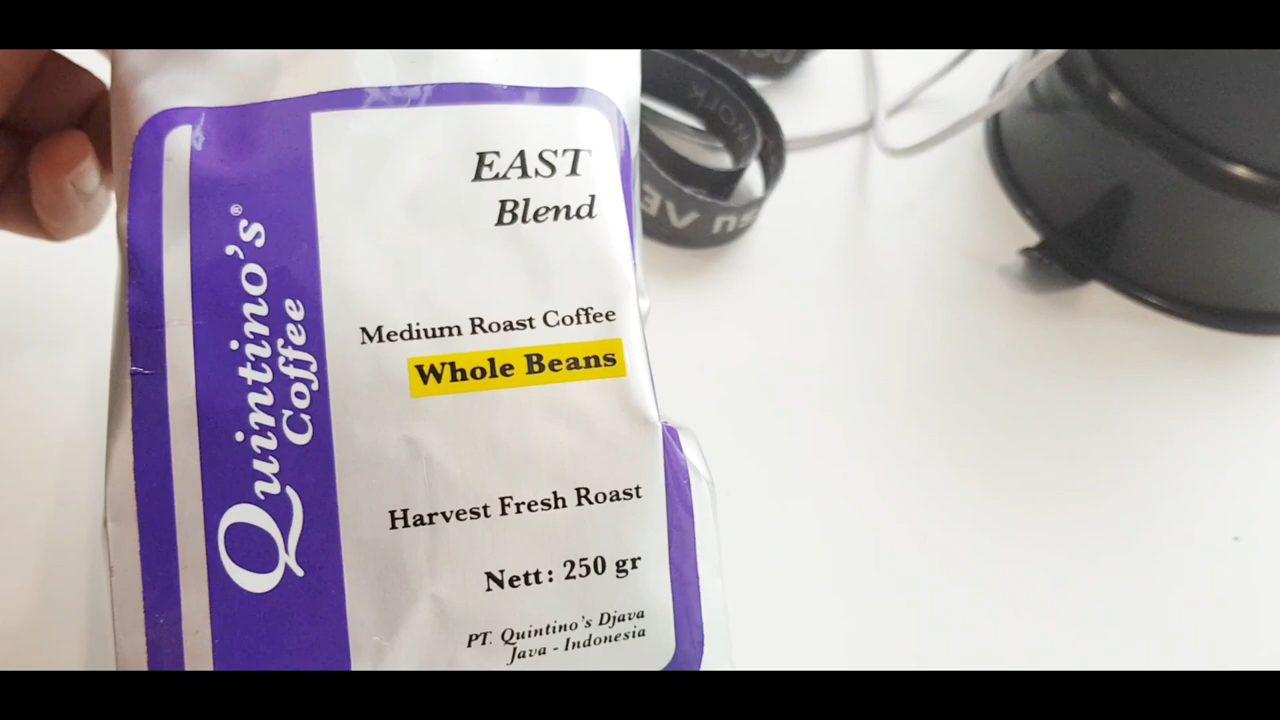 Quintino's®
Coffee
EAST
Blend
Medium Roast Coffee
Whole Beans
Harvest Fresh Roast
Nett: 250 gr
PT. Quintino's Djava
Java - Indonesia